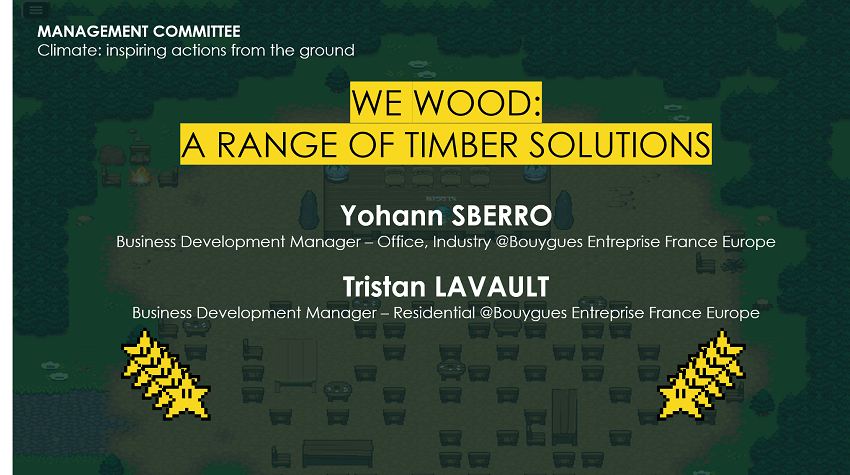 MANAGEMENT COMMITTEE
Climate: inspiring actions from the ground
WE WOOD:
A RANGE OF TIMBER SOLUTIONS
Yohann SBERRO
Business Development Manager – Office, Industry @Bouygues Entreprise France Europe
Tristan LAVAULT
Business Development Manager – Residential @Bouygues Entreprise France Europe